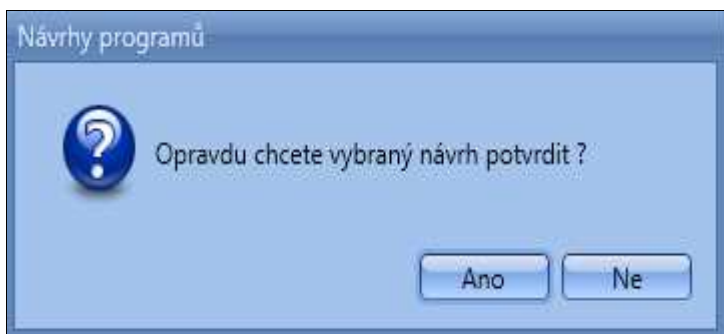 Návrhy programů
Opravdu chcete vybraný návrh potvrdit ?
Ano Ne